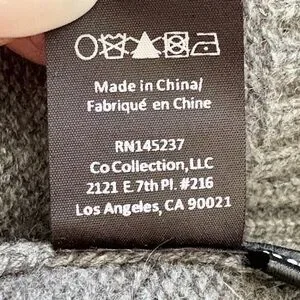 Made in China/
Fabriqué en Chine
RN145237
Co Collection, LLC
2121 E. 7th Pl. #216
Los Angeles, CA 90021